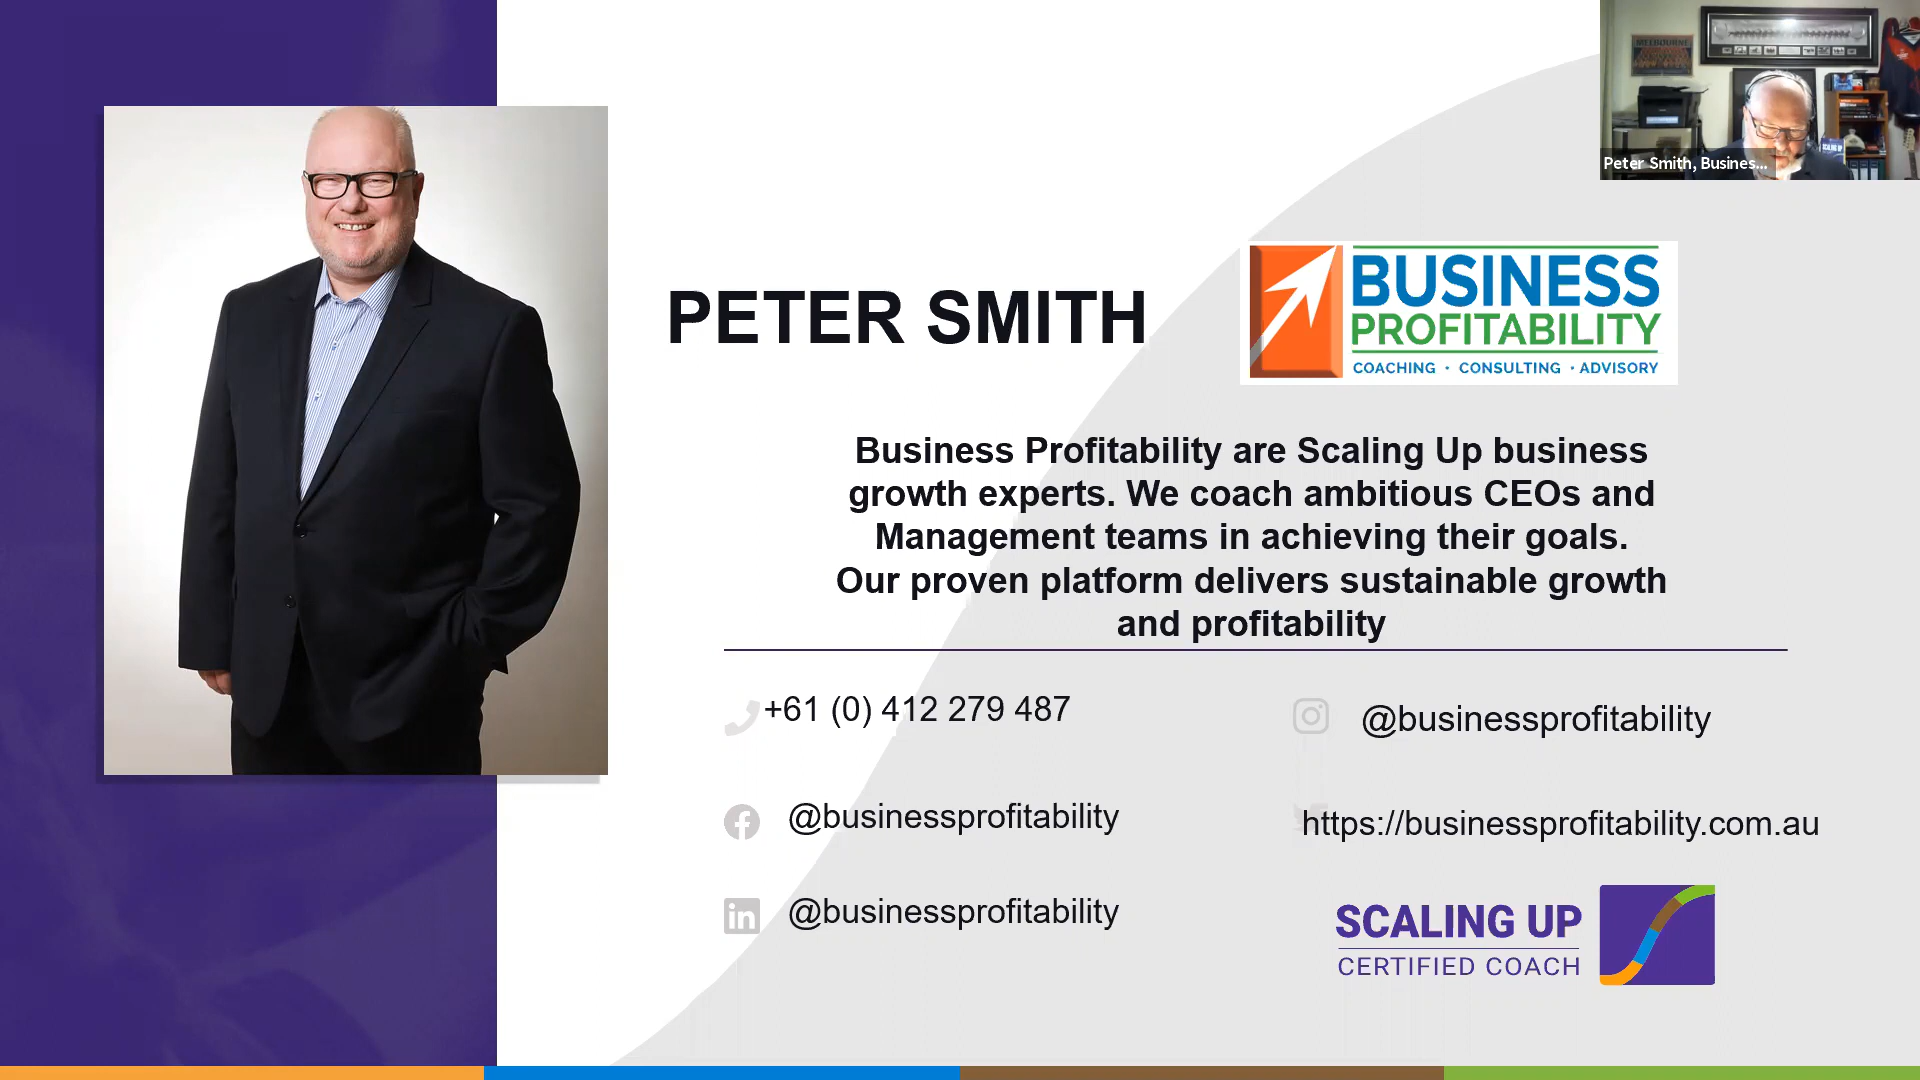 MELBOURNE
Peter Smith, Busines...
PETER SMITH
BUSINESS
PROFITABILITY
COACHING · CONSULTING · ADVISORY
Business Profitability are Scaling Up business
growth experts. We coach ambitious CEOs and
Management teams in achieving their goals.
Our proven platform delivers sustainable growth
and profitability
+61 (0) 412 279 487
@businessprofitability
@businessprofitability
https://businessprofitability.com.au
@businessprofitability
SCALING UP
CERTIFIED COACH